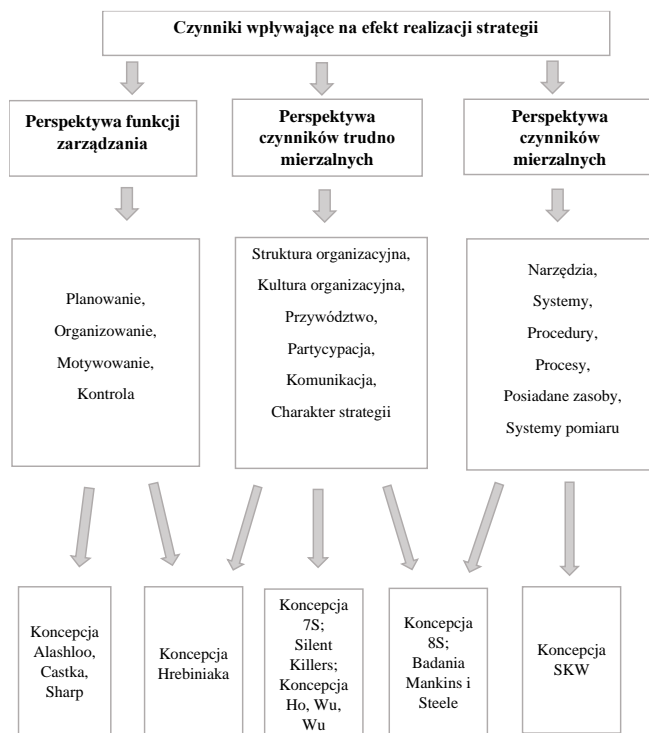 Czynniki wpływające na efekt realizacji strategii
Perspektywa funkcji
zarządzania
Perspektywa
czynników trudno
mierzalnych
Perspektywa
czynników
mierzalnych
Planowanie,
Organizowanie,
Motywowanie,
Kontrola
Struktura organizacyjna,
Kultura organizacyjna,
Przywództwo,
Partycypacja,
Komunikacja,
Charakter strategii
Narzędzia,
Systemy,
Procedury,
Procesy,
Posiadane zasoby,
Systemy pomiaru
Koncepcja
Alashloo,
Castka,
Sharp
Koncepcja
Hrebiniaka
Koncepcja
7S;
Silent
Killers;
Koncepcja
Ho, Wu,
Wu
Koncepcja
8S;
Badania
Mankins i
Steele
Koncepcja
SKW